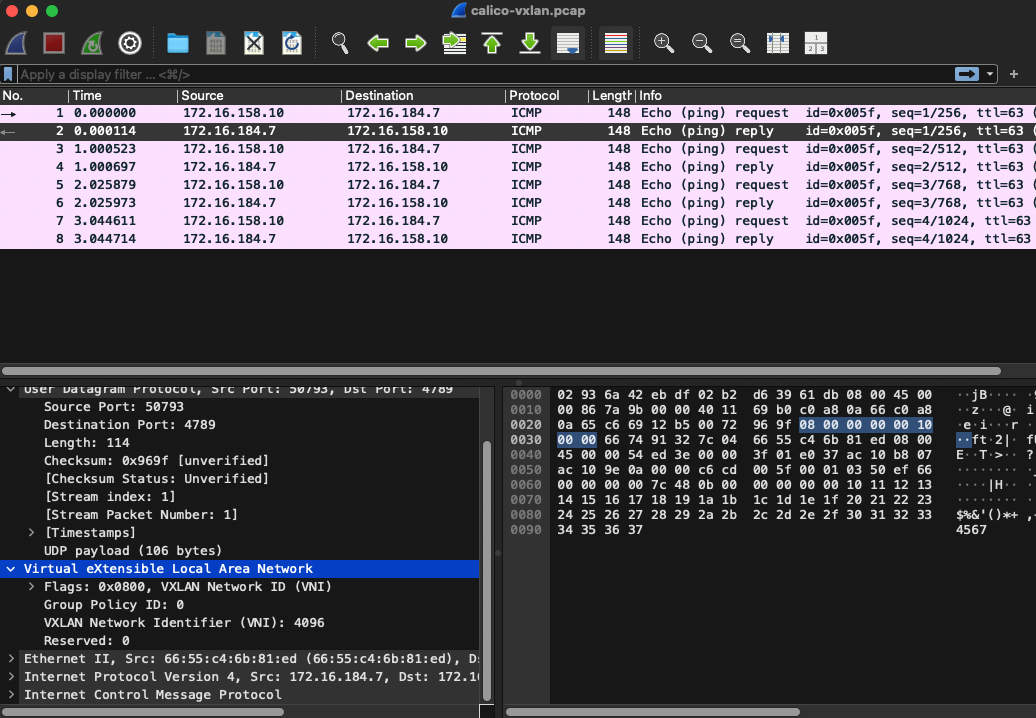 calico-vxlan.pcap
Apply a display filter ... <⌘/>
No. Time Source Destination Protocol Length Info
1 0.000000 172.16.158.10 172.16.184.7 ICMP 148 Echo (ping) request id=0x005f, seq=1/256, ttl=63 (
2 0.000114 172.16.184.7 172.16.158.10 ICMP 148 Echo (ping) reply id=0x005f, seq=1/256, ttl=63 (
3 1.000523 172.16.158.10 172.16.184.7 ICMP 148 Echo (ping) request id=0x005f, seq=2/512, ttl=63 (
4 1.000697 172.16.184.7 172.16.158.10 ICMP 148 Echo (ping) reply id=0x005f, seq=2/512, ttl=63 (
5 2.025879 172.16.158.10 172.16.184.7 ICMP 148 Echo (ping) request id=0x005f, seq=3/768, ttl=63 (
6 2.025973 172.16.184.7 172.16.158.10 ICMP 148 Echo (ping) reply id=0x005f, seq=3/768, ttl=63 (
7 3.044611 172.16.158.10 172.16.184.7 ICMP 148 Echo (ping) request id=0x005f, seq=4/1024, ttl=63
8 3.044714 172.16.184.7 172.16.158.10 ICMP 148 Echo (ping) reply id=0x005f, seq=4/1024, ttl=63
User Datagram Protocol, Src Port: 50793, Dst Port: 4789
Source Port: 50793
Destination Port: 4789
Length: 114
Checksum: 0x969f [unverified]
[Checksum Status: Unverified]
[Stream index: 1]
[Stream Packet Number: 1]
[Timestamps]
UDP payload (106 bytes)
Virtual eXtensible Local Area Network
Flags: 0x0800, VXLAN Network ID (VNI)
Group Policy ID: 0
VXLAN Network Identifier (VNI): 4096
Reserved: 0
Ethernet II, Src: 66:55:c4:6b:81:ed (66:55:c4:6b:81:ed), D
Internet Protocol Version 4, Src: 172.16.184.7, Dst: 172.1
Internet Control Message Protocol
0000 02 93 6a 42 eb df 02 b2 d6 39 61 db 08 00 45 00 ··jB····
0010 00 86 7a 9b 00 00 40 11 69 b0 c0 a8 0a 66 c0 a8 ··z···@· i
0020 0a 65 c6 69 12 b5 00 72 96 9f 08 00 00 00 00 10 ·e·i···r ·
0030 00 00 66 74 91 32 7c 04 66 55 c4 6b 81 ed 08 00 ··ft·2|· f
0040 45 00 00 54 ed 3e 00 00 3f 01 e0 37 ac 10 b8 07 E··T·>·· ?
0050 ac 10 9e 0a 00 00 c6 cd 00 5f 00 01 03 50 ef 66 ········
0060 00 00 00 00 7c 48 0b 00 00 00 00 00 10 11 12 13 ····|H··
0070 14 15 16 17 18 19 1a 1b 1c 1d 1e 1f 20 21 22 23 ········
0080 24 25 26 27 28 29 2a 2b 2c 2d 2e 2f 30 31 32 33 $%&'()*+ ,
0090 34 35 36 37 4567